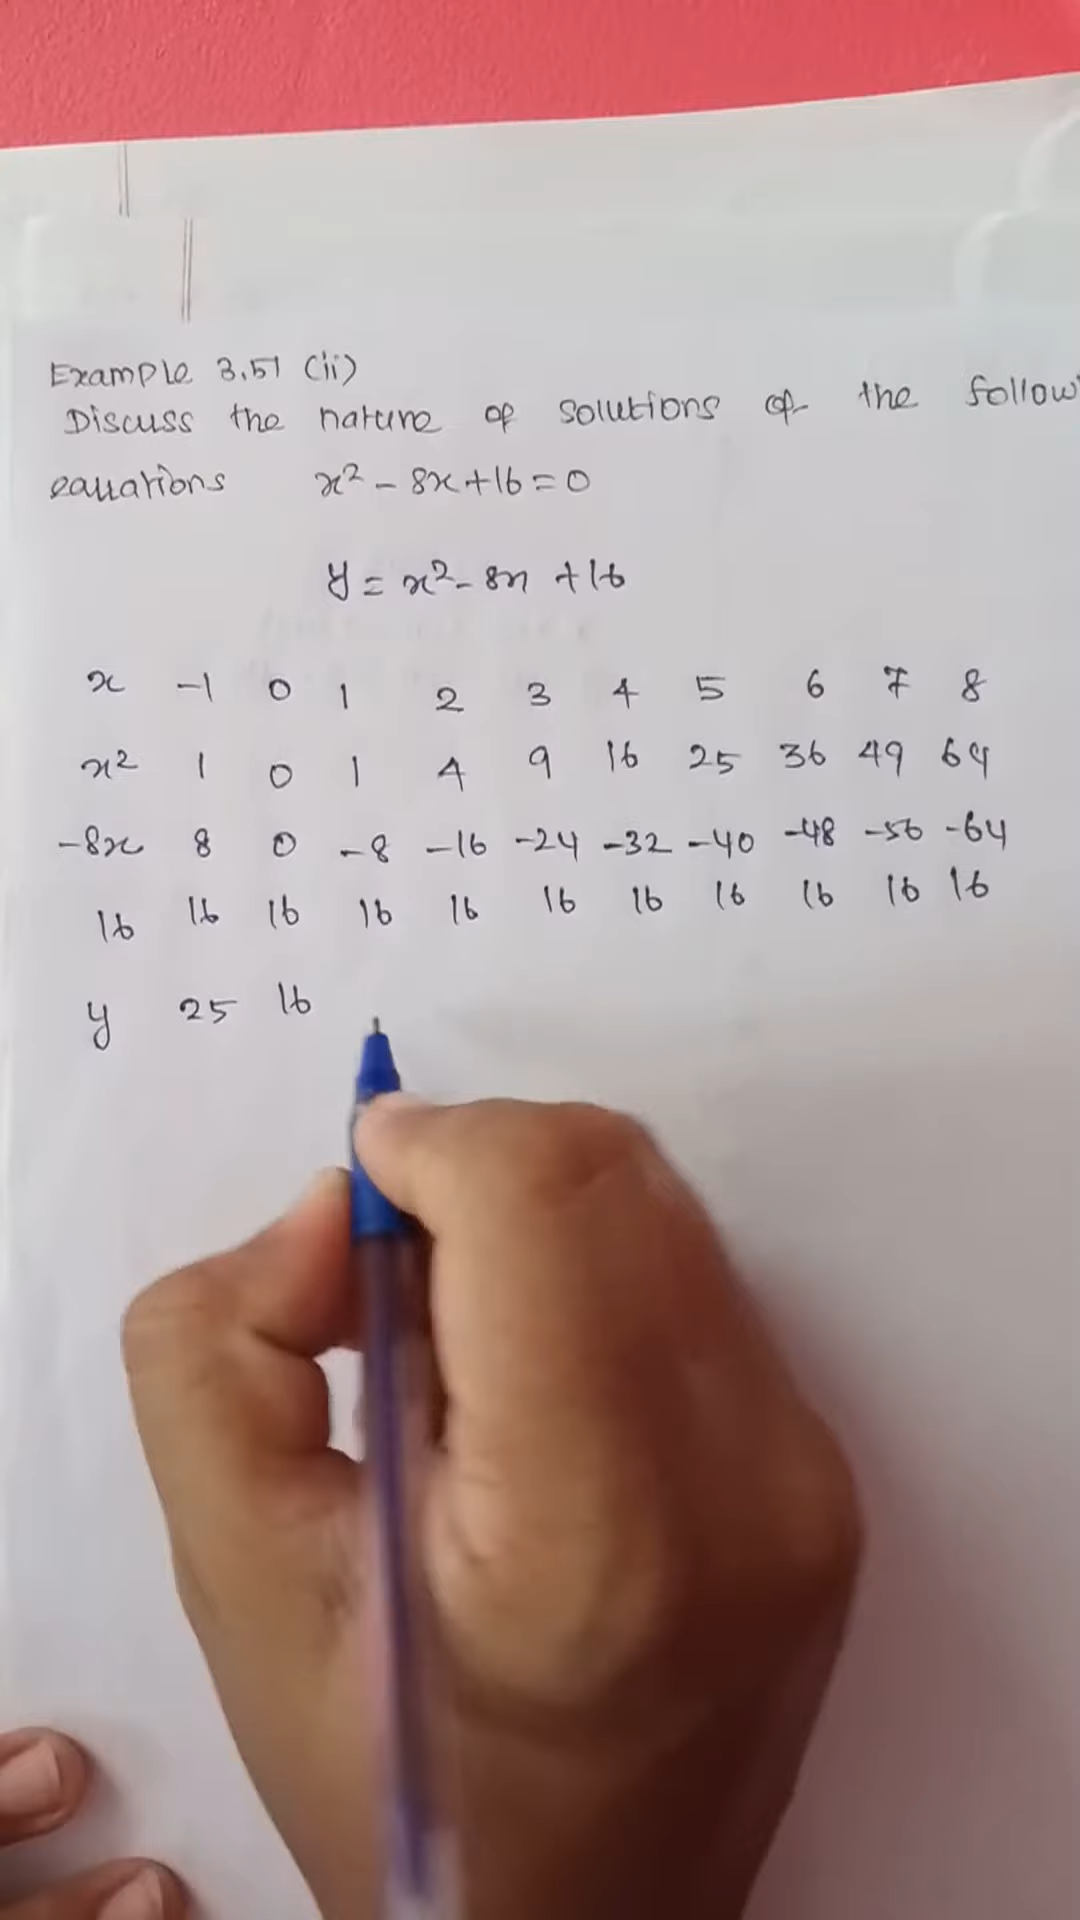 Example 3.51 (ii)
Discuss the nature of solutions of the follow
equations x² - 8x + 16 = 0
y = x² - 8x + 16
x -1 0 1 2 3 4 5 6 7 8
x² 1 0 1 4 9 16 25 36 49 64
-8x 8 0 -8 -16 -24 -32 -40 -48 -56 -64
16 16 16 16 16 16 16 16 16 16 16
y 25 16